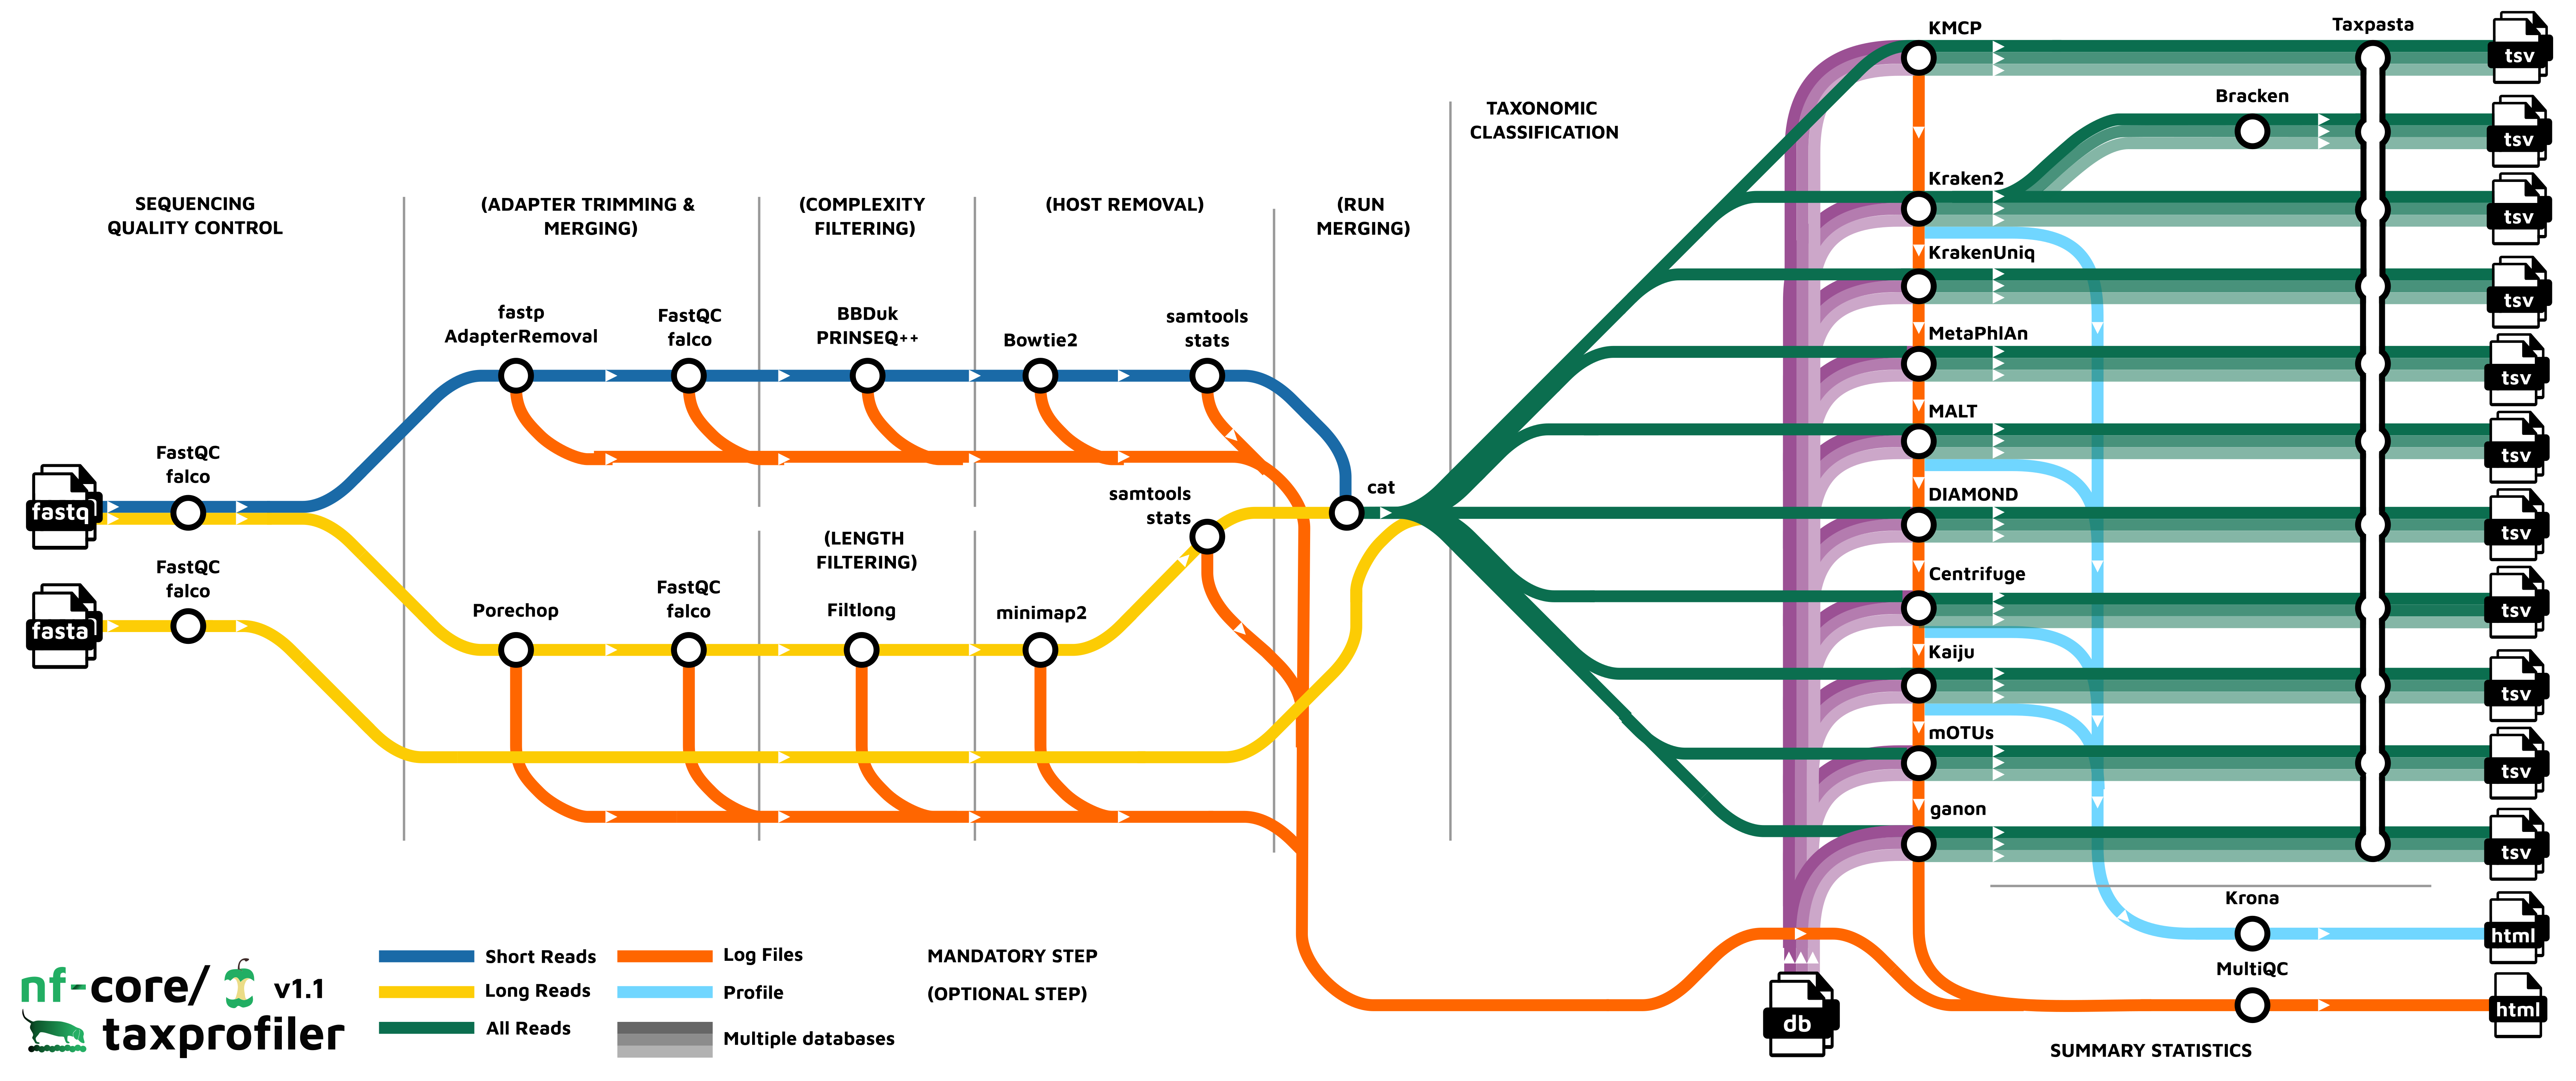 SEQUENCING
QUALITY CONTROL
(ADAPTER TRIMMING &
MERGING)
(COMPLEXITY
FILTERING)
(HOST REMOVAL)
(RUN
MERGING)
TAXONOMIC
CLASSIFICATION
fastq
FastQC
falco
fasta
FastQC
falco
fastp
AdapterRemoval
FastQC
falco
BBDuk
PRINSEQ++
Bowtie2
samtools
stats
Porechop
FastQC
falco
(LENGTH
FILTERING)
Filtlong
minimap2
samtools
stats
cat
KMCP
Bracken
Kraken2
KrakenUniq
MetaPhlAn
MALT
DIAMOND
Centrifuge
Kaiju
mOTUs
ganon
Taxpasta
tsv
tsv
tsv
tsv
tsv
tsv
tsv
tsv
tsv
tsv
tsv
Krona
html
MultiQC
html
SUMMARY STATISTICS
db
nf-core/ v1.1
taxprofiler
Short Reads
Long Reads
All Reads
Log Files
Profile
Multiple databases
MANDATORY STEP
(OPTIONAL STEP)